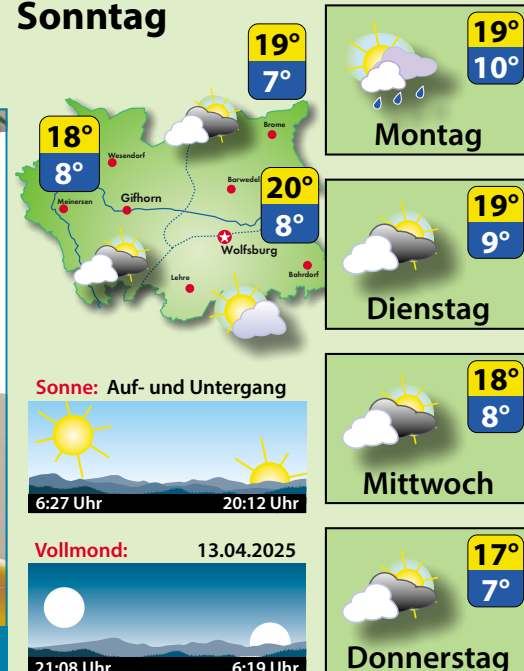 Sonntag
19°
7°
18°
8°
Brome
Wesendorf
Barwedel
20°
8°
Meinersen
Gifhorn
Wolfsburg
Lehre
Bahrdorf
Sonne: Auf- und Untergang
6:27 Uhr 20:12 Uhr
Vollmond: 13.04.2025
21:08 Uhr 6:19 Uhr
19°
10°
Montag
19°
9°
Dienstag
18°
8°
Mittwoch
17°
7°
Donnerstag